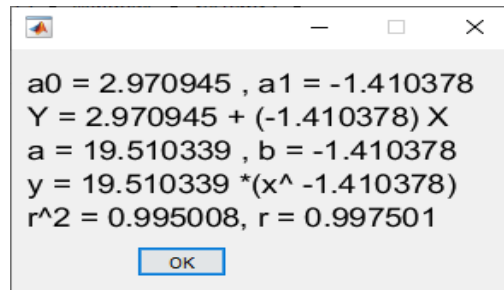 a0 = 2.970945 , a1 = -1.410378
Y = 2.970945 + (-1.410378) X
a = 19.510339 , b = -1.410378
y = 19.510339 *(x^ -1.410378)
r^2 = 0.995008, r = 0.997501
OK